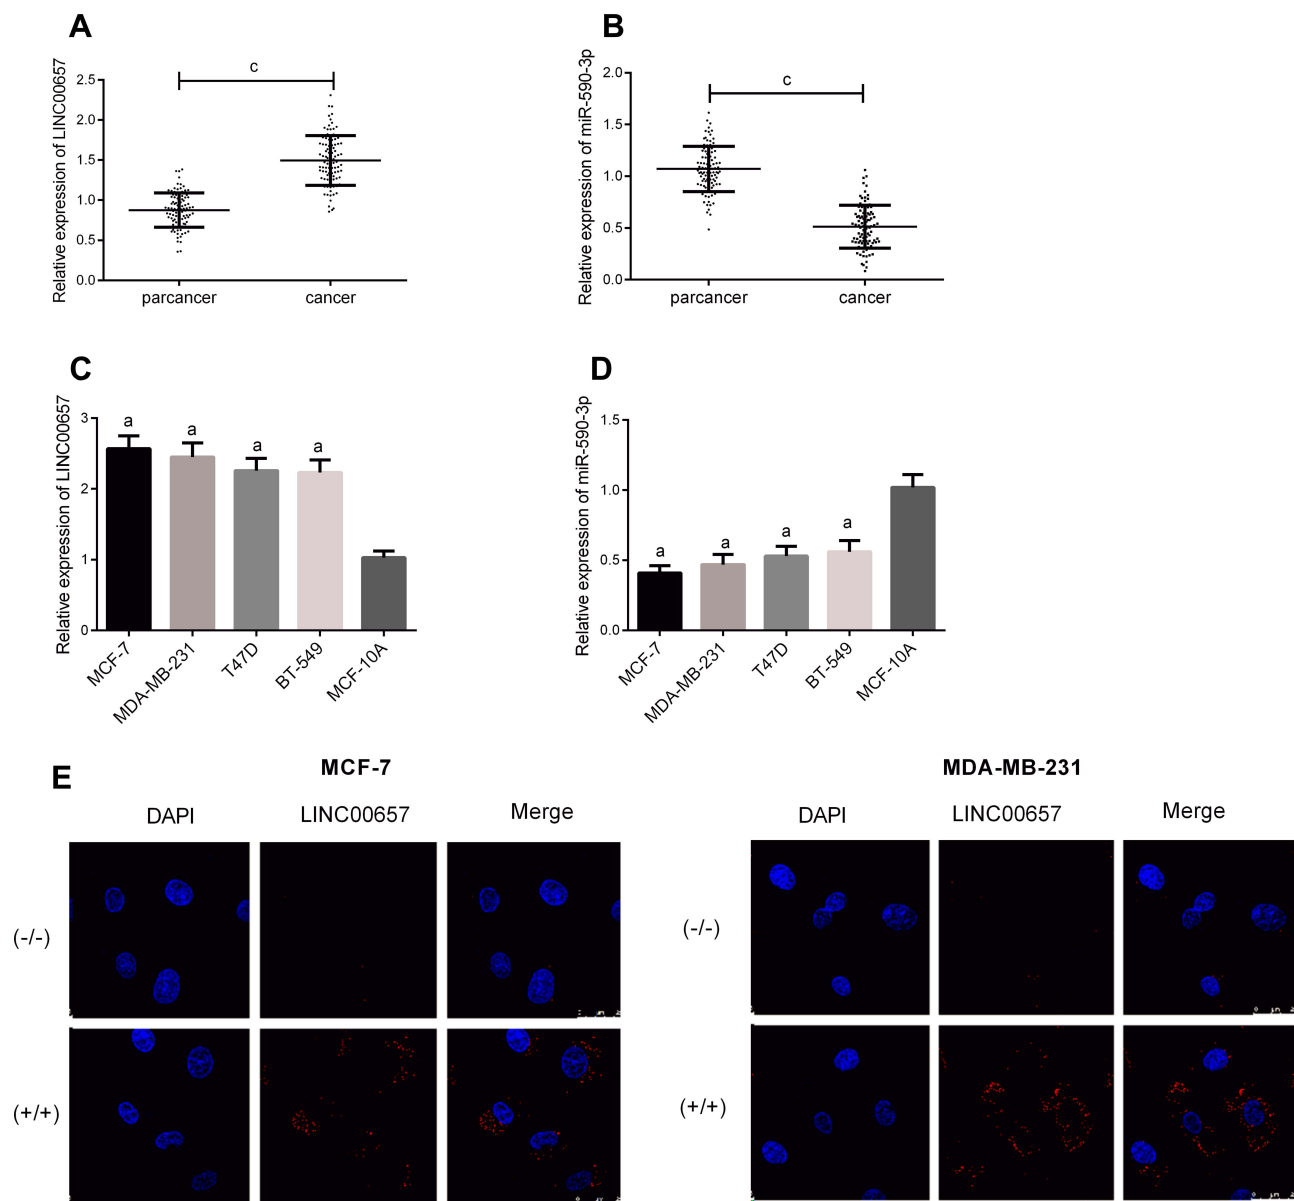 A
Relative expression of LINC00657
2.5
2.0
1.5
1.0
0.5
0.0
c
parcancer
cancer
B
Relative expression of miR-590-3p
2.0
1.5
1.0
0.5
0.0
c
parcancer
cancer
C
Relative expression of LINC00657
3
2
1
0
a
a
a
a
MCF-7
MDA-MB-231
T47D
BT-549
MCF-10A
D
Relative expression of miR-590-3p
1.5
1.0
0.5
0.0
a
a
a
a
MCF-7
MDA-MB-231
T47D
BT-549
MCF-10A
E
MCF-7
DAPI
LINC00657
Merge
(-/-)
(+/+)
MDA-MB-231
DAPI
LINC00657
Merge
(-/-)
(+/+)